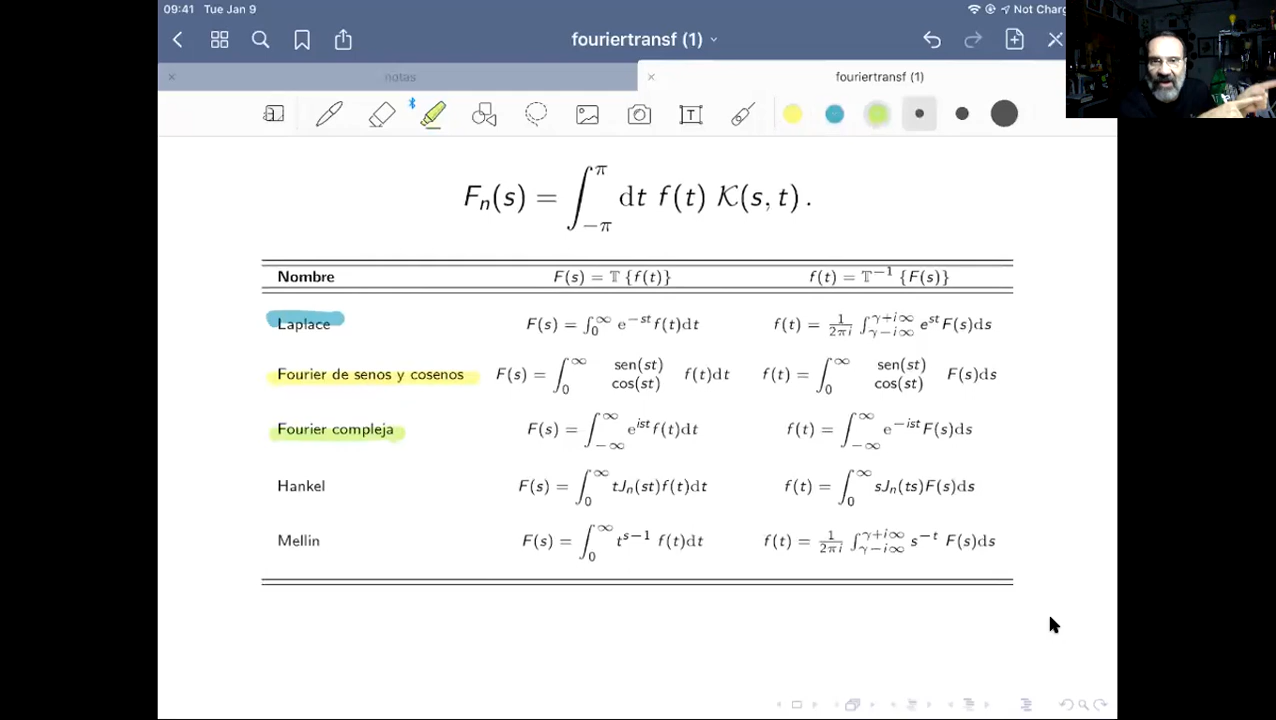 09:41 Tue Jan 9
Not Charg
fouriertransf (1)
notas
fouriertransf (1)
T
F_n(s) = ∫_{−π}^{π} dt f(t) K(s, t) .
Nombre F(s) = 𝕋 {f(t)} f(t) = 𝕋^{−1} {F(s)}
Laplace F(s) = ∫_0^∞ e^{−st} f(t)dt f(t) = 1/(2πi) ∫_{γ−i∞}^{γ+i∞} e^{st} F(s)ds
Fourier de senos y cosenos F(s) = ∫_0^∞ sen(st) cos(st) f(t)dt f(t) = ∫_0^∞ sen(st) cos(st) F(s)ds
Fourier compleja F(s) = ∫_{−∞}^{∞} e^{ist} f(t)dt f(t) = ∫_{−∞}^{∞} e^{−ist} F(s)ds
Hankel F(s) = ∫_0^∞ tJ_n(st)f(t)dt f(t) = ∫_0^∞ sJ_n(ts)F(s)ds
Mellin F(s) = ∫_0^∞ t^{s−1} f(t)dt f(t) = 1/(2πi) ∫_{γ−i∞}^{γ+i∞} s^{−t} F(s)ds